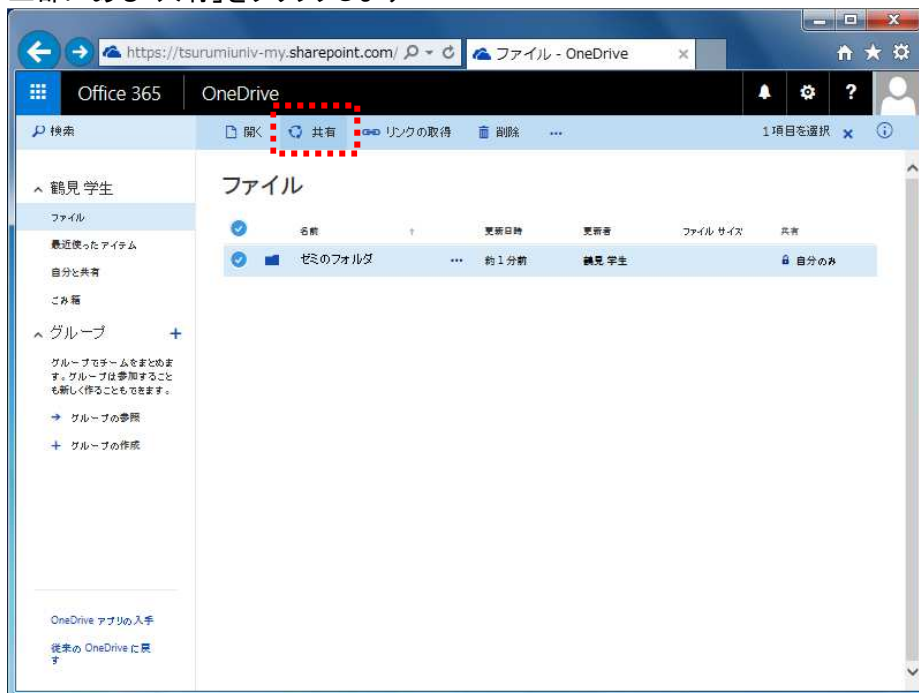 https://tsurumiuniv-my.sharepoint.com/
ファイル - OneDrive
Office 365
OneDrive
?
検索
開く
共有
リンクの取得
削除
...
1項目を選択
鶴見 学生
ファイル
最近使ったアイテム
自分と共有
ごみ箱
グループ
グループでチームをまとめま
す。グループは参加すること
も新しく作ることもできます。
グループの参照
グループの作成
OneDrive アプリの入手
従来の OneDrive に戻
す
ファイル
名前 ↑ 更新日時 更新者 ファイル サイズ 共有
ゼミのフォルダ ... 約 1 分前 鶴見 学生 自分のみ